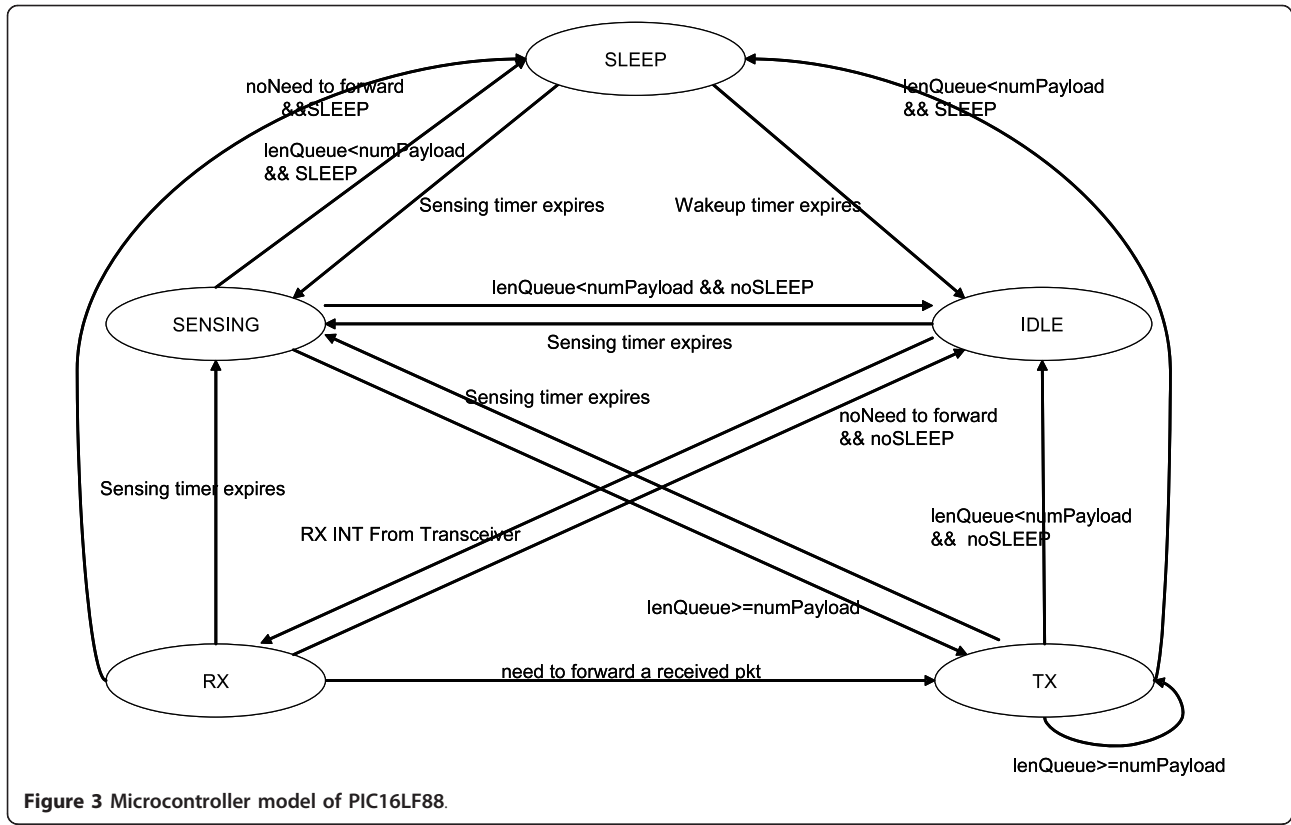 SLEEP
noNeed to forward
&&SLEEP
lenQueue<numPayload
&& SLEEP
lenQueue<numPayload
&& SLEEP
Sensing timer expires
Wakeup timer expires
lenQueue<numPayload && noSLEEP
SENSING
IDLE
Sensing timer expires
Sensing timer expires
noNeed to forward
&& noSLEEP
Sensing timer expires
RX INT From Transceiver
lenQueue<numPayload
&& noSLEEP
lenQueue>=numPayload
need to forward a received pkt
RX
TX
lenQueue>=numPayload
Figure 3 Microcontroller model of PIC16LF88.